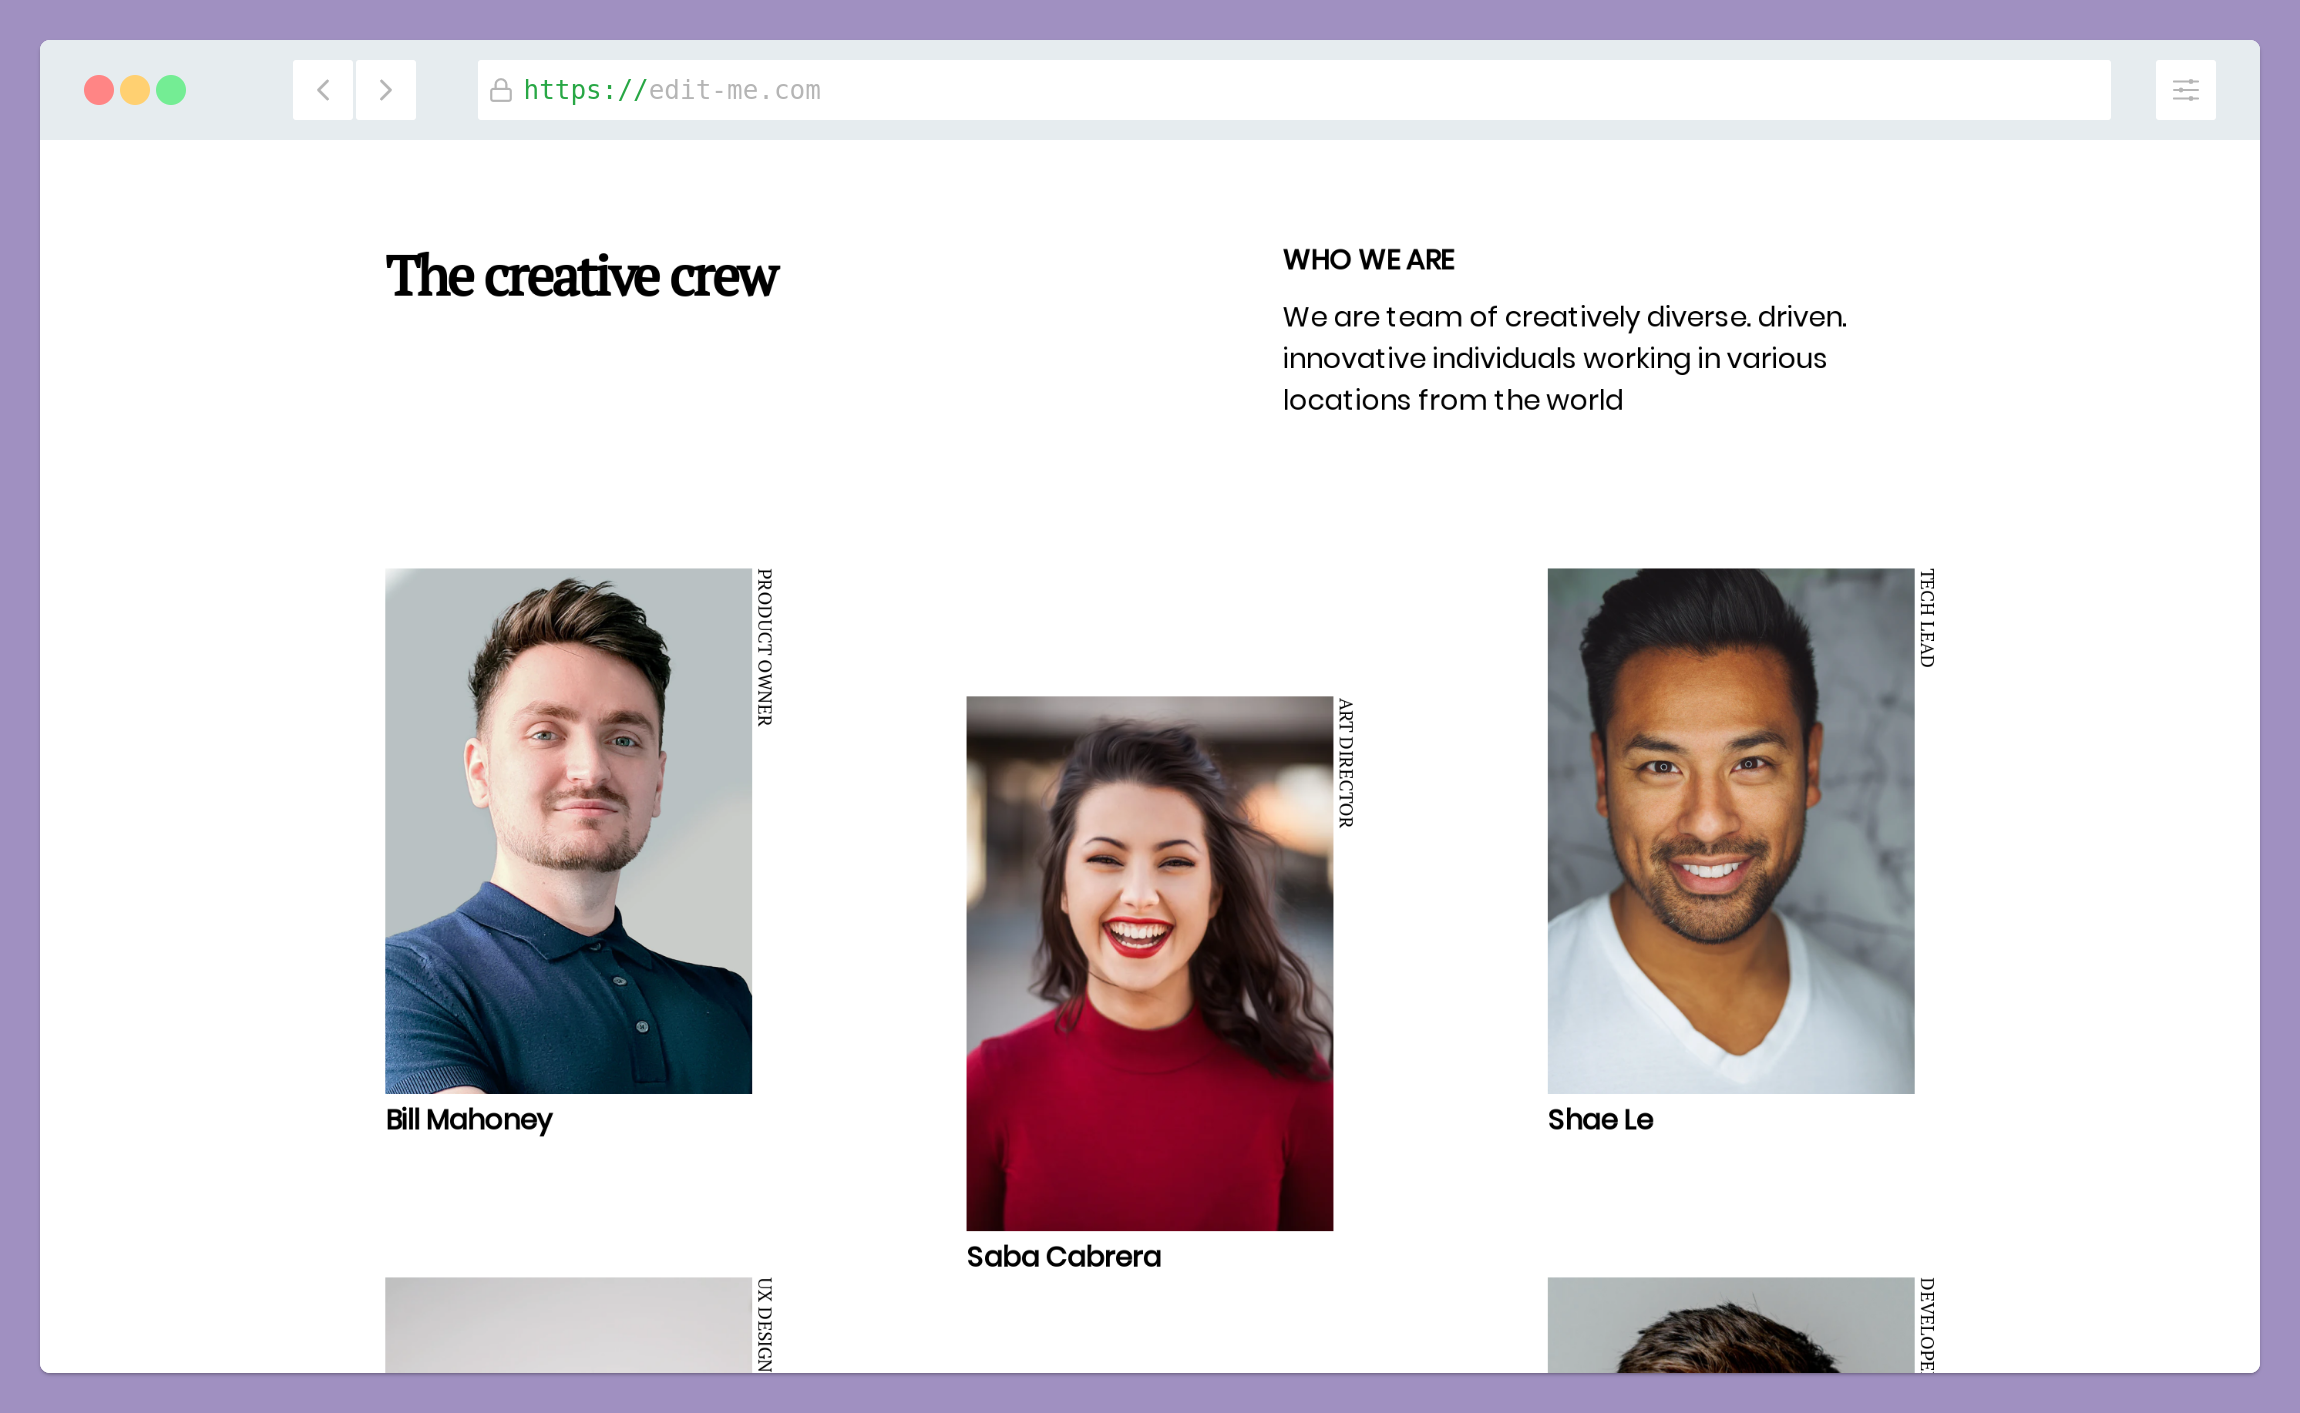 https://edit-me.com
The creative crew
WHO WE ARE
We are team of creatively diverse. driven.
innovative individuals working in various
locations from the world
PRODUCT OWNER
Bill Mahoney
ART DIRECTOR
Saba Cabrera
TECH LEAD
Shae Le
UX DESIGN
DEVELOPE